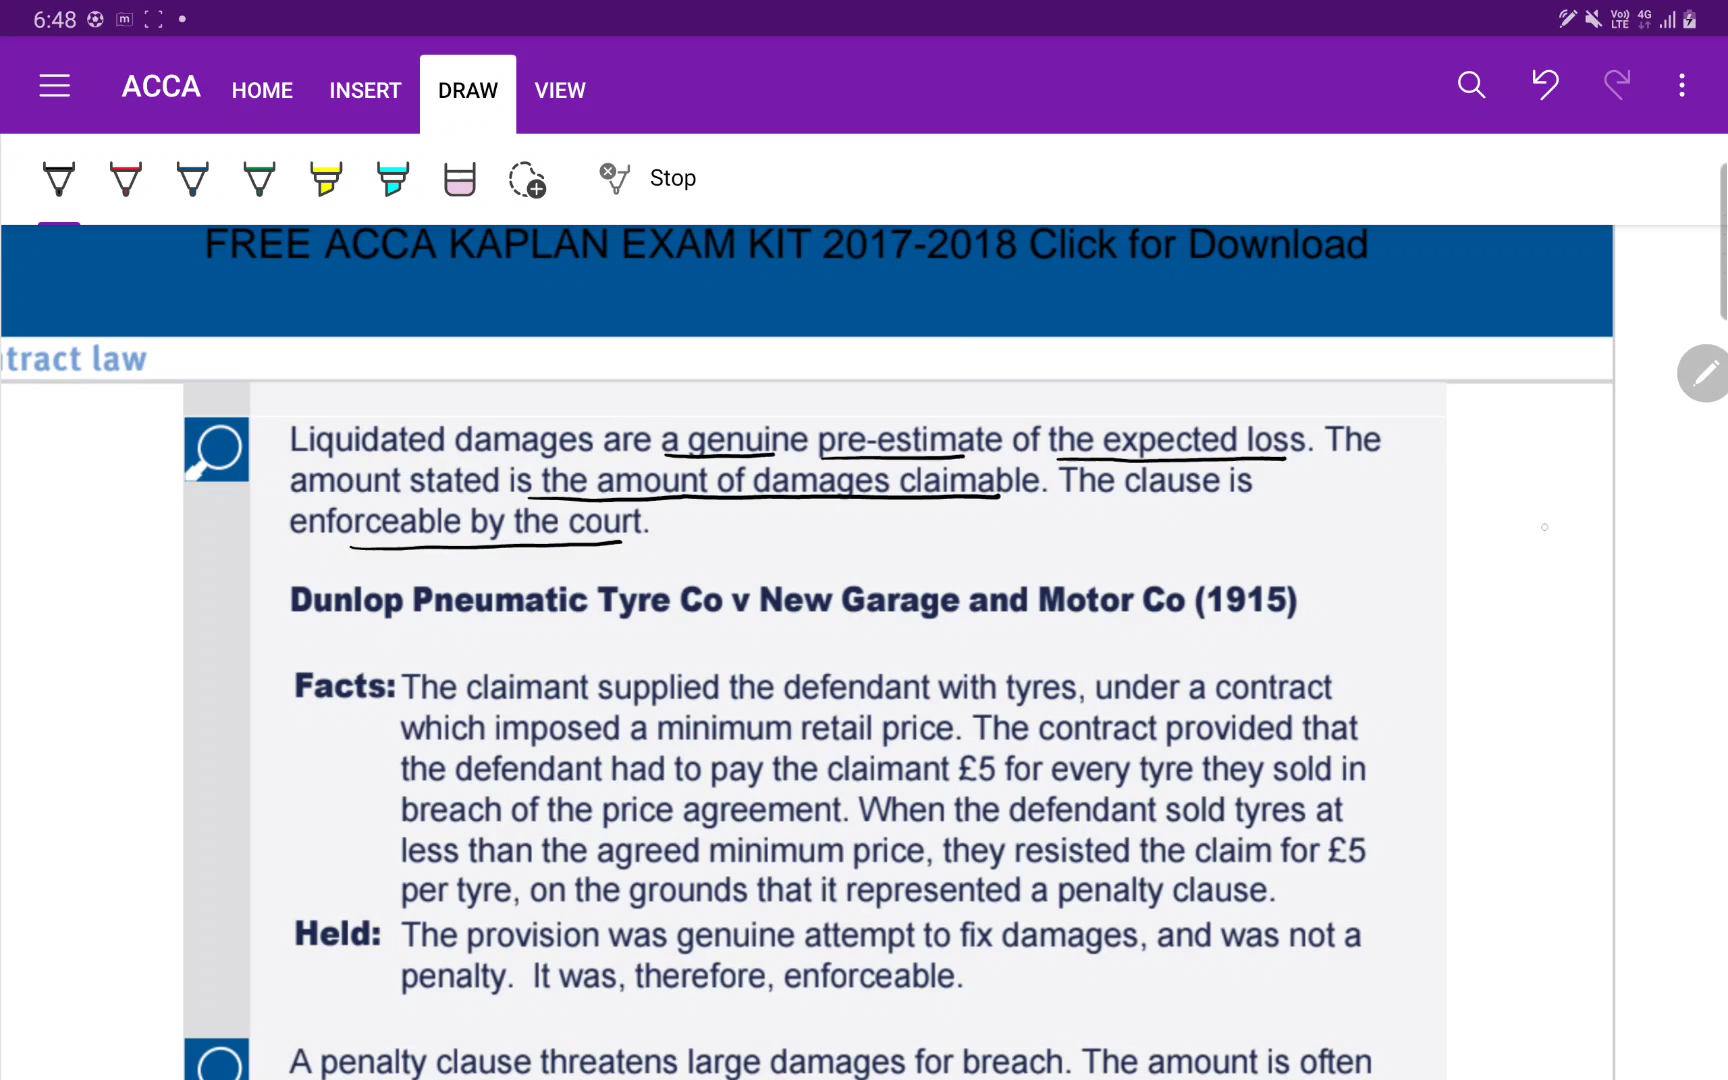 6:48
Vo)) LTE 4G
ACCA HOME INSERT DRAW VIEW
Stop
FREE ACCA KAPLAN EXAM KIT 2017-2018 Click for Download
tract law
Liquidated damages are a genuine pre-estimate of the expected loss. The
amount stated is the amount of damages claimable. The clause is
enforceable by the court.
Dunlop Pneumatic Tyre Co v New Garage and Motor Co (1915)
Facts: The claimant supplied the defendant with tyres, under a contract
which imposed a minimum retail price. The contract provided that
the defendant had to pay the claimant £5 for every tyre they sold in
breach of the price agreement. When the defendant sold tyres at
less than the agreed minimum price, they resisted the claim for £5
per tyre, on the grounds that it represented a penalty clause.
Held: The provision was genuine attempt to fix damages, and was not a
penalty. It was, therefore, enforceable.
A penalty clause threatens large damages for breach. The amount is often